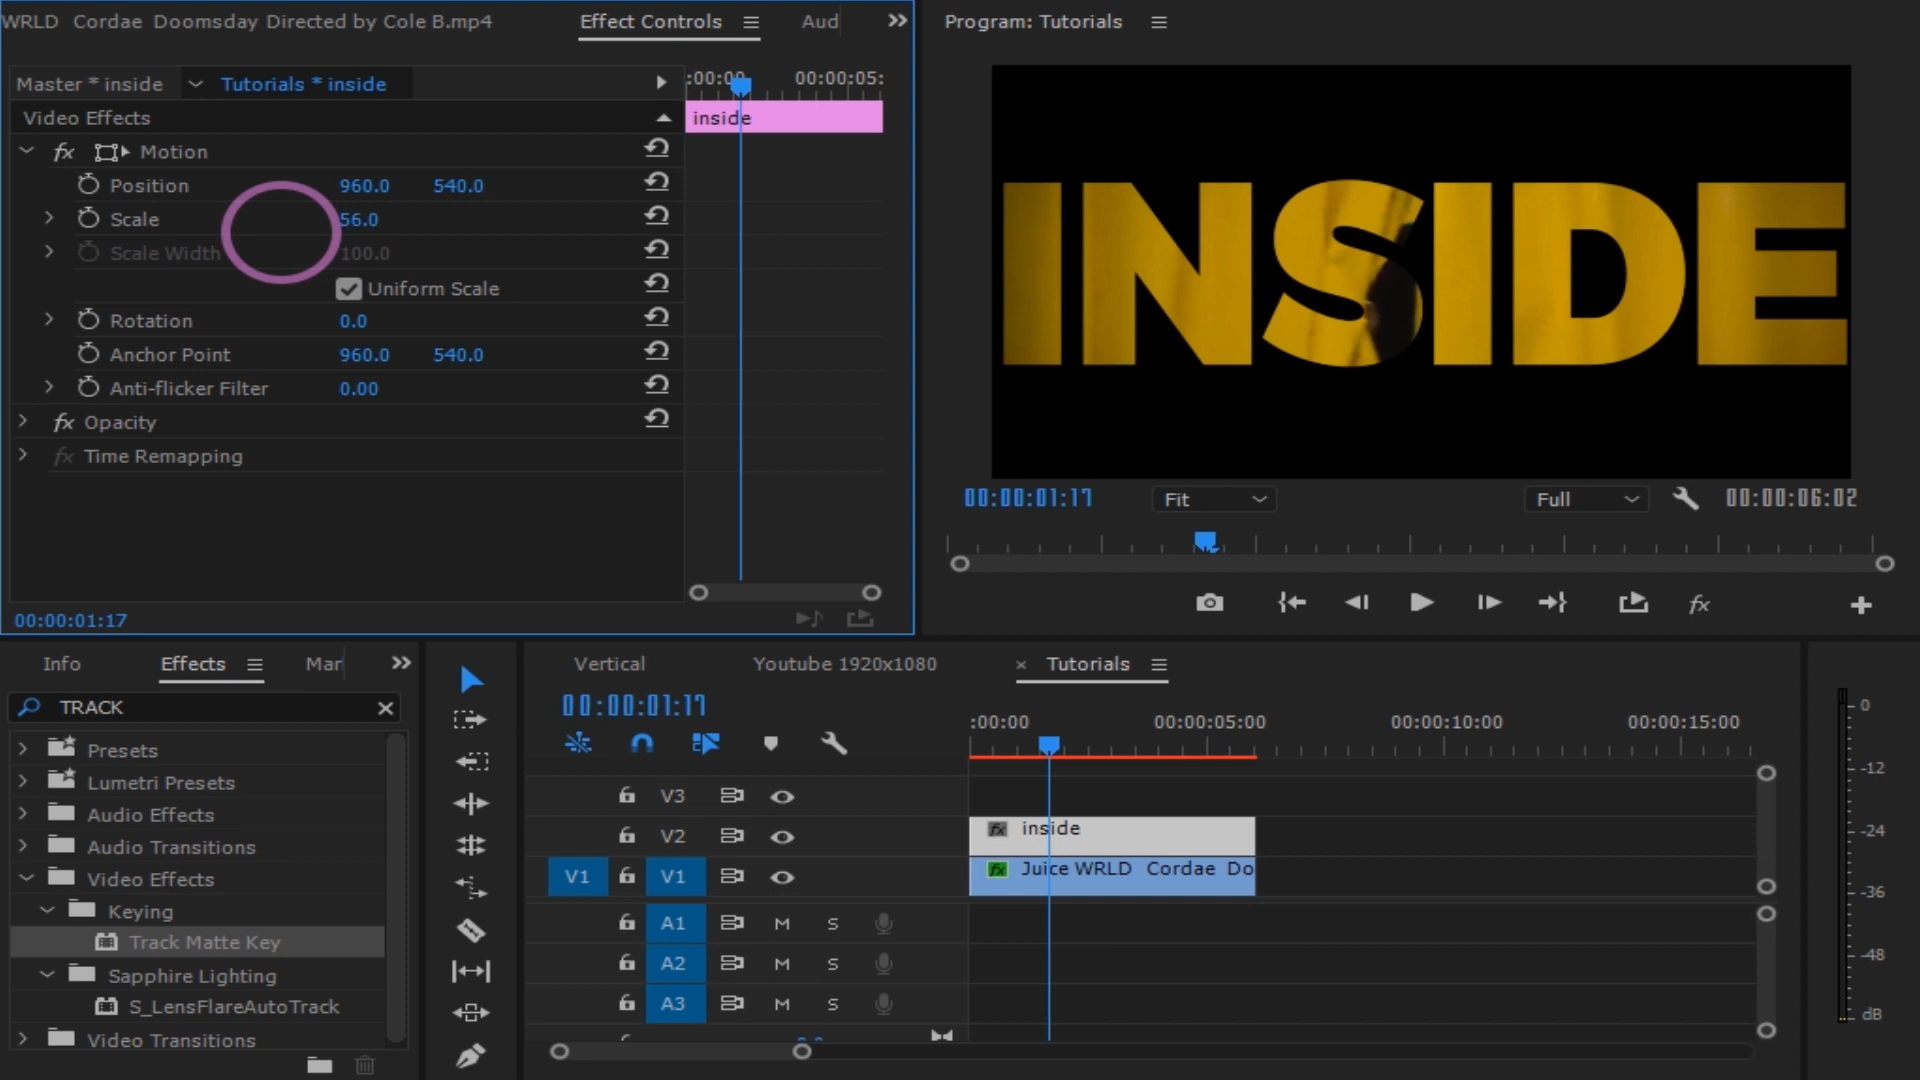 WRLD Cordae Doomsday Directed by Cole B.mp4
Effect Controls
Aud
Program: Tutorials
Master * inside
Tutorials * inside
:00:00
00:00:05:
Video Effects
inside
fx Motion
Position 960.0 540.0
Scale 56.0
Scale Width 100.0
Uniform Scale
Rotation 0.0
Anchor Point 960.0 540.0
Anti-flicker Filter 0.00
fx Opacity
fx Time Remapping
00:00:01:17
INSIDE
00:00:01:17
Fit
Full
00:00:06:02
fx
Info
Effects
Mar
TRACK
Presets
Lumetri Presets
Audio Effects
Audio Transitions
Video Effects
Keying
Track Matte Key
Sapphire Lighting
S_LensFlareAutoTrack
Video Transitions
Vertical
Youtube 1920x1080
× Tutorials
00:00:01:17
:00:00
00:00:05:00
00:00:10:00
00:00:15:00
V3
V2
fx inside
V1 V1
fx Juice WRLD Cordae Do
A1 M S
A2 M S
A3 M S
0
-12
-24
-36
-48
dB